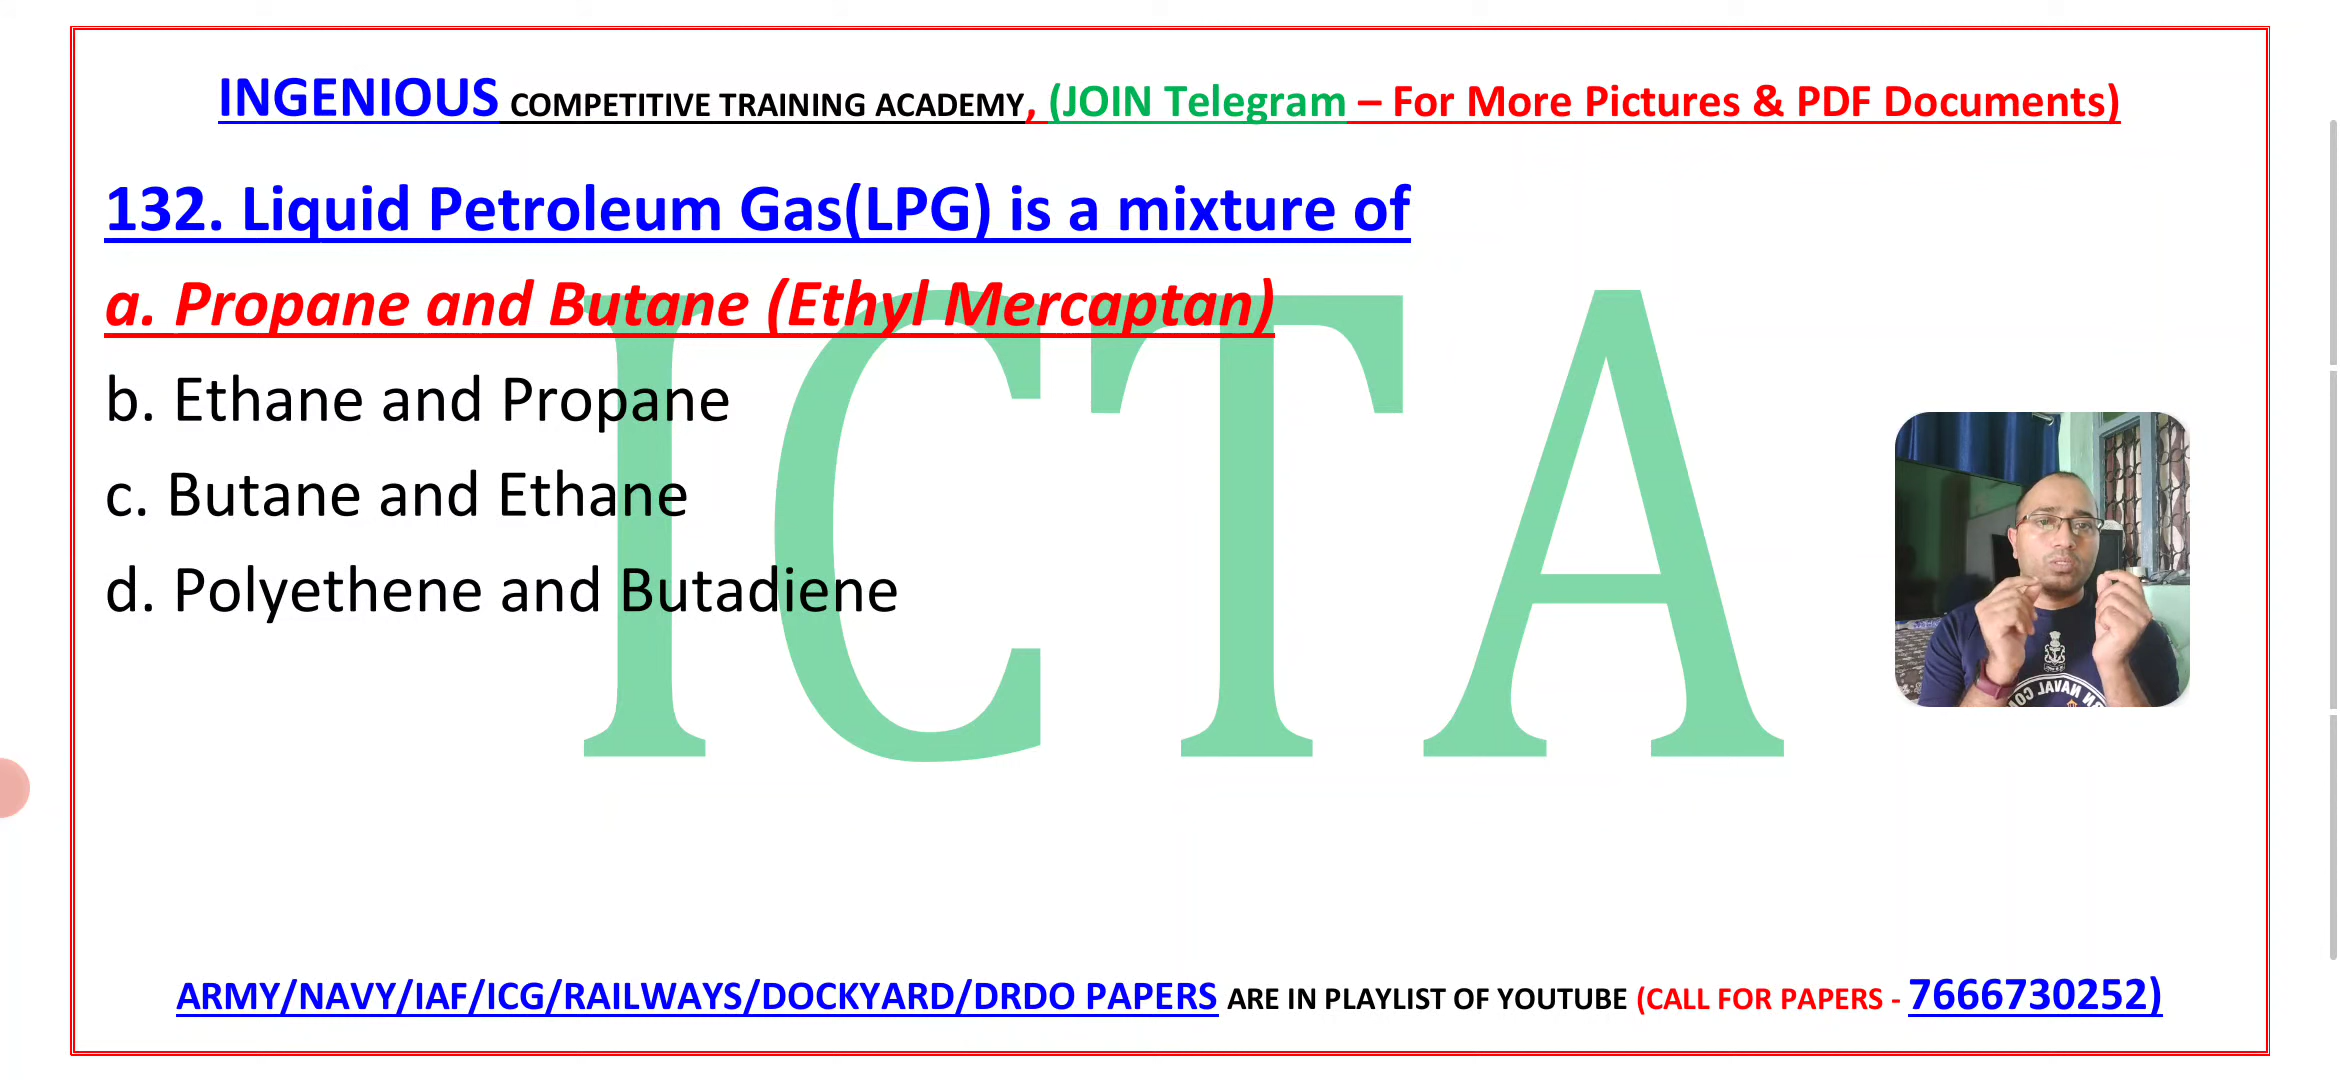 INGENIOUS COMPETITIVE TRAINING ACADEMY, (JOIN Telegram – For More Pictures & PDF Documents)
132. Liquid Petroleum Gas(LPG) is a mixture of
a. Propane and Butane (Ethyl Mercaptan)
b. Ethane and Propane
c. Butane and Ethane
d. Polyethene and Butadiene
ICTA
ARMY/NAVY/IAF/ICG/RAILWAYS/DOCKYARD/DRDO PAPERS ARE IN PLAYLIST OF YOUTUBE (CALL FOR PAPERS - 7666730252)